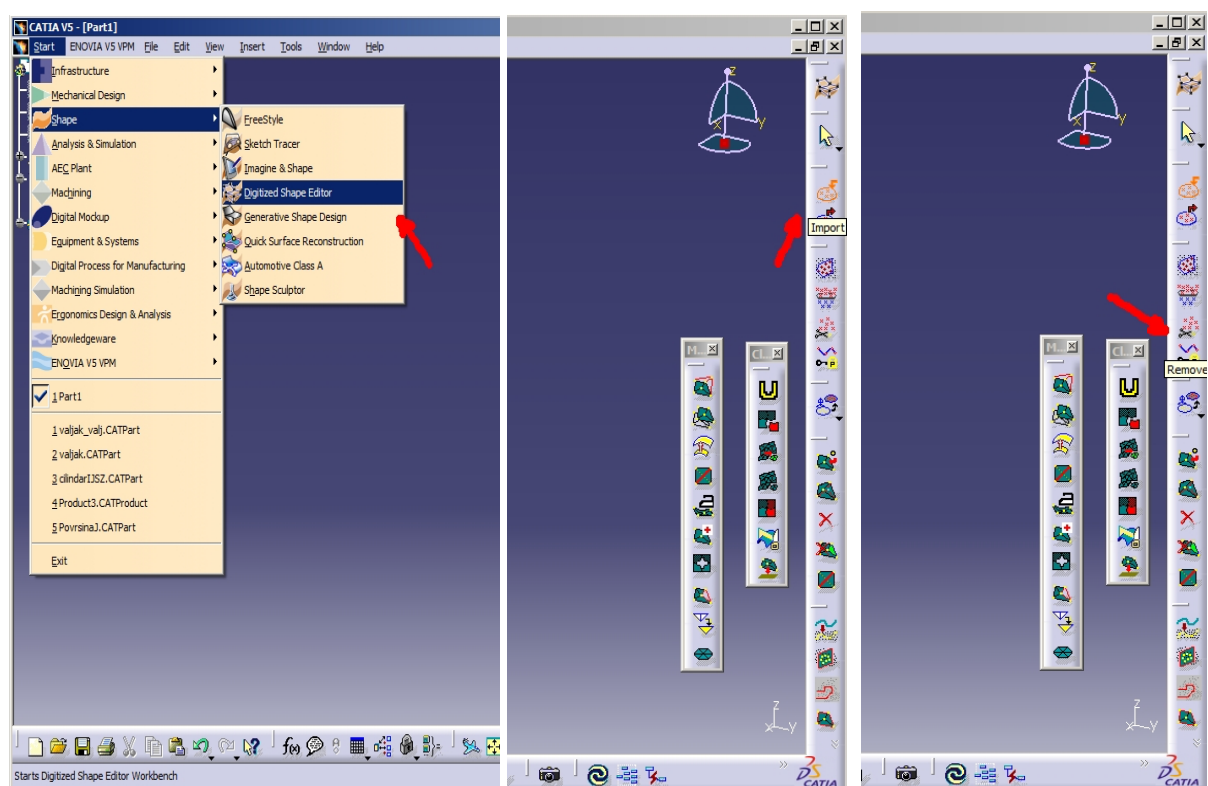 CATIA V5 - [Part1]
Start ENOVIA V5 VPM File Edit View Insert Tools Window Help
Infrastructure
Mechanical Design
Shape
Analysis & Simulation
AEC Plant
Machining
Digital Mockup
Equipment & Systems
Digital Process for Manufacturing
Machining Simulation
Ergonomics Design & Analysis
Knowledgeware
ENOVIA V5 VPM
1 Part1
1 valjak_valj.CATPart
2 valjak.CATPart
3 cilindarIJSZ.CATPart
4 Product3.CATProduct
5 PovrsinaJ.CATPart
Exit
FreeStyle
Sketch Tracer
Imagine & Shape
Digitized Shape Editor
Generative Shape Design
Quick Surface Reconstruction
Automotive Class A
Shape Sculptor
f(x)
Starts Digitized Shape Editor Workbench
z
x y
Import
M...
Cl...
z
x y
CATIA
z
x y
Remove
M...
Cl...
z
x y
CATIA